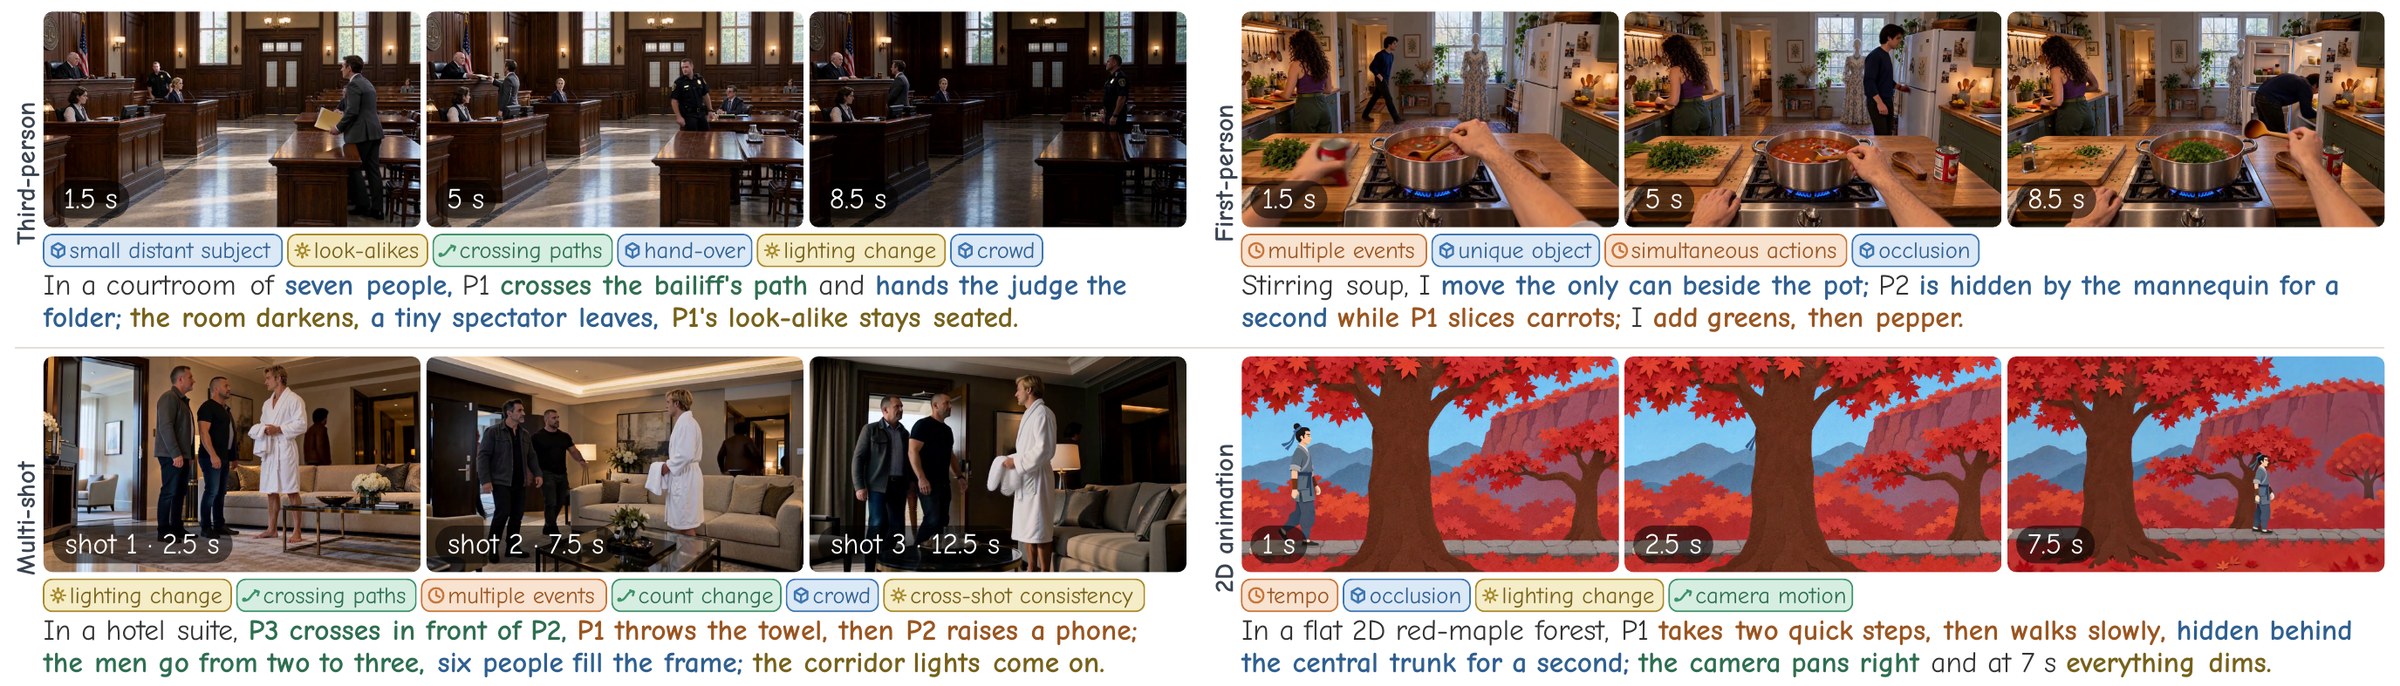 Third-person
1.5 s
5 s
8.5 s
small distant subject
look-alikes
crossing paths
hand-over
lighting change
crowd
In a courtroom of seven people, P1 crosses the bailiff's path and hands the judge the
folder; the room darkens, a tiny spectator leaves, P1's look-alike stays seated.
First-person
1.5 s
5 s
8.5 s
multiple events
unique object
simultaneous actions
occlusion
Stirring soup, I move the only can beside the pot; P2 is hidden by the mannequin for a
second while P1 slices carrots; I add greens, then pepper.
Multi-shot
shot 1 · 2.5 s
shot 2 · 7.5 s
shot 3 · 12.5 s
lighting change
crossing paths
multiple events
count change
crowd
cross-shot consistency
In a hotel suite, P3 crosses in front of P2, P1 throws the towel, then P2 raises a phone;
the men go from two to three, six people fill the frame; the corridor lights come on.
2D animation
1 s
2.5 s
7.5 s
tempo
occlusion
lighting change
camera motion
In a flat 2D red-maple forest, P1 takes two quick steps, then walks slowly, hidden behind
the central trunk for a second; the camera pans right and at 7 s everything dims.